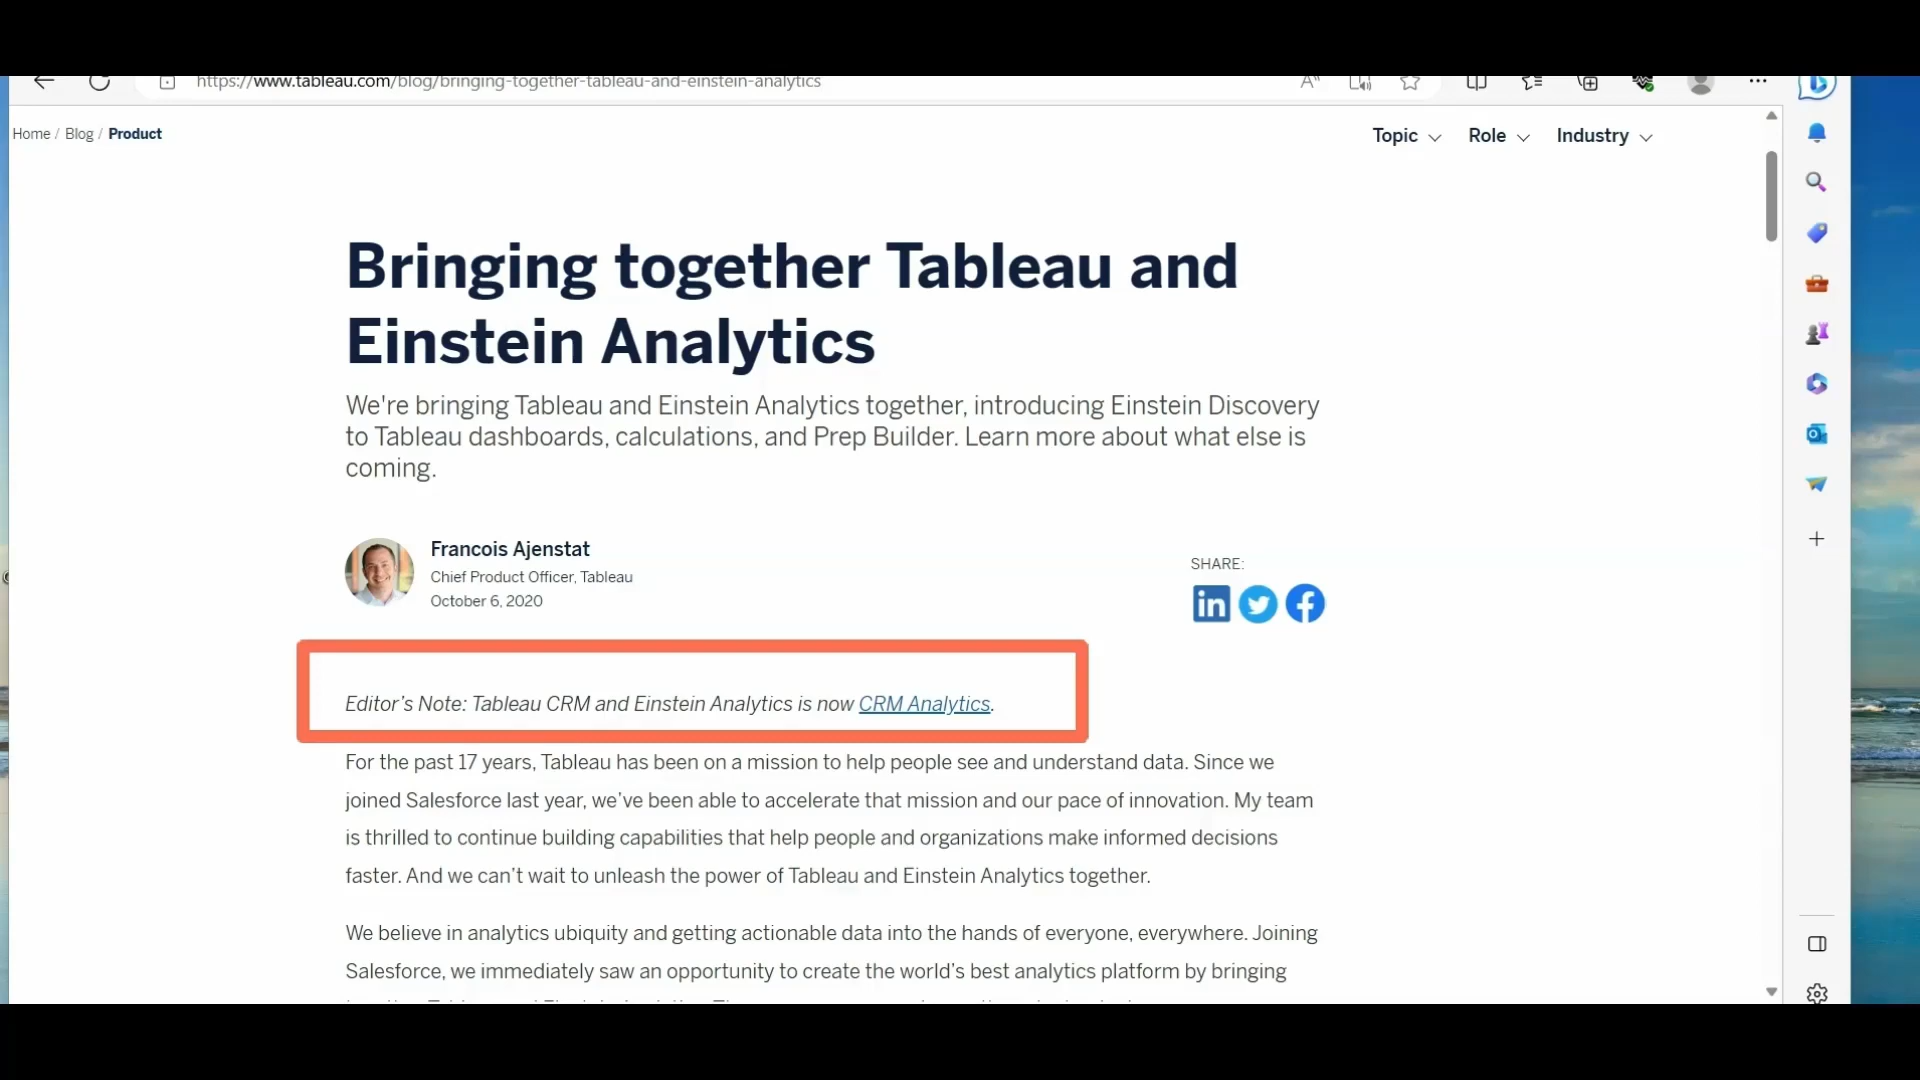 https://www.tableau.com/blog/bringing-together-tableau-and-einstein-analytics
Home / Blog / Product
Topic Role Industry
Bringing together Tableau and
Einstein Analytics
We're bringing Tableau and Einstein Analytics together, introducing Einstein Discovery
to Tableau dashboards, calculations, and Prep Builder. Learn more about what else is
coming.
Francois Ajenstat
Chief Product Officer, Tableau
October 6, 2020
SHARE:
Editor's Note: Tableau CRM and Einstein Analytics is now CRM Analytics.
For the past 17 years, Tableau has been on a mission to help people see and understand data. Since we
joined Salesforce last year, we've been able to accelerate that mission and our pace of innovation. My team
is thrilled to continue building capabilities that help people and organizations make informed decisions
faster. And we can't wait to unleash the power of Tableau and Einstein Analytics together.
We believe in analytics ubiquity and getting actionable data into the hands of everyone, everywhere. Joining
Salesforce, we immediately saw an opportunity to create the world's best analytics platform by bringing